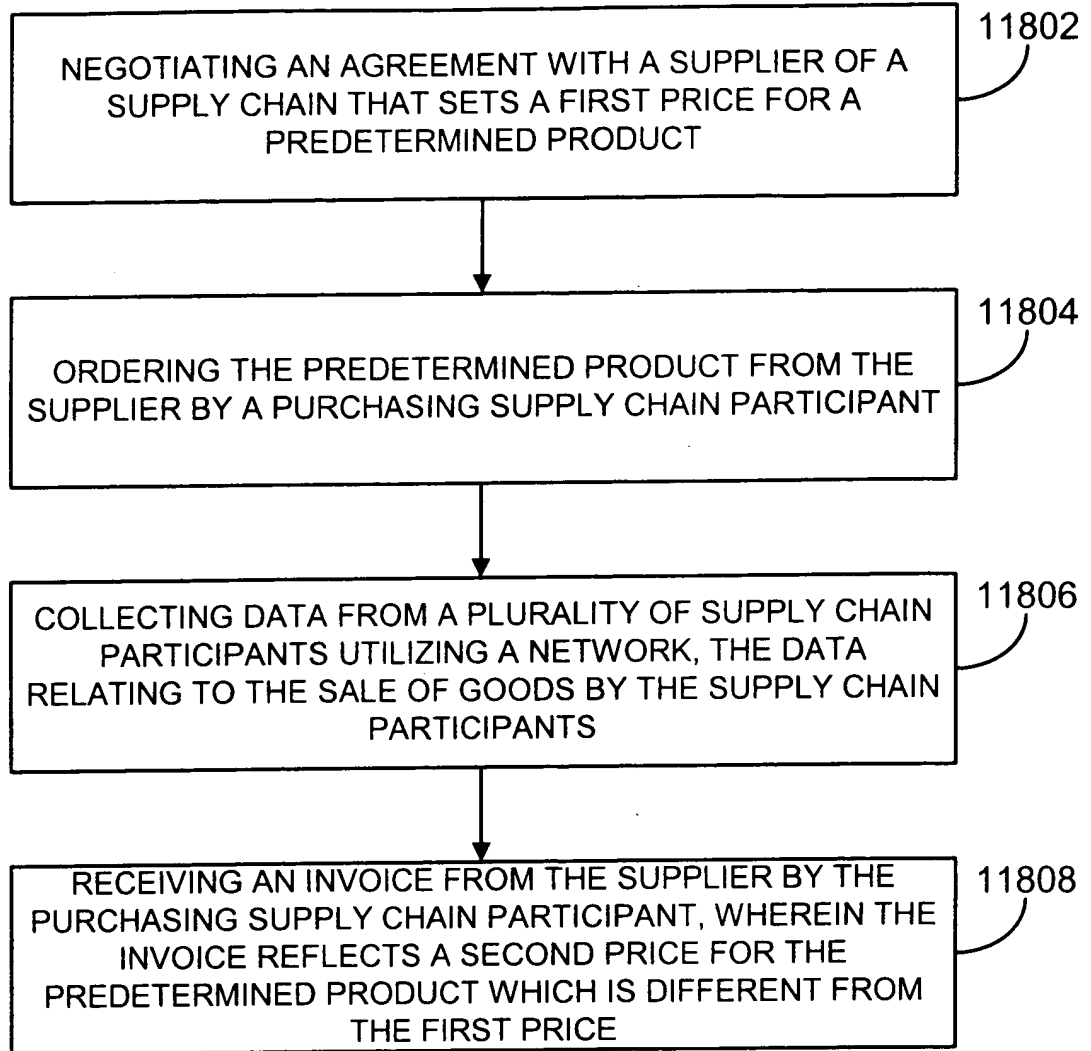 11802
NEGOTIATING AN AGREEMENT WITH A SUPPLIER OF A
SUPPLY CHAIN THAT SETS A FIRST PRICE FOR A
PREDETERMINED PRODUCT
11804
ORDERING THE PREDETERMINED PRODUCT FROM THE
SUPPLIER BY A PURCHASING SUPPLY CHAIN PARTICIPANT
11806
COLLECTING DATA FROM A PLURALITY OF SUPPLY CHAIN
PARTICIPANTS UTILIZING A NETWORK, THE DATA
RELATING TO THE SALE OF GOODS BY THE SUPPLY CHAIN
PARTICIPANTS
11808
RECEIVING AN INVOICE FROM THE SUPPLIER BY THE
PURCHASING SUPPLY CHAIN PARTICIPANT, WHEREIN THE
INVOICE REFLECTS A SECOND PRICE FOR THE
PREDETERMINED PRODUCT WHICH IS DIFFERENT FROM
THE FIRST PRICE